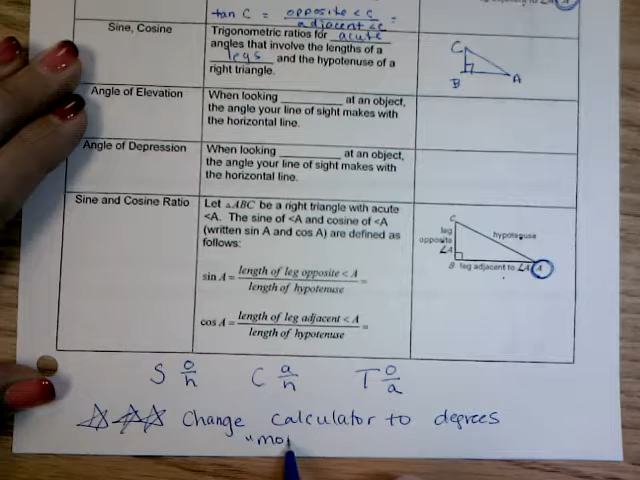 tan C = opposite <c =
adjacent <c
Sine, Cosine
Trigonometric ratios for acute
angles that involve the lengths of a
legs and the hypotenuse of a
right triangle.
C
B
A
Angle of Elevation
When looking ________ at an object,
the angle your line of sight makes with
the horizontal line.
Angle of Depression
When looking ________ at an object,
the angle your line of sight makes with
the horizontal line.
Sine and Cosine Ratio
Let △ABC be a right triangle with acute
<A. The sine of <A and cosine of <A
(written sin A and cos A) are defined as
follows:
sin A = length of leg opposite < A =
length of hypotenuse
cos A = length of leg adjacent < A =
length of hypotenuse
C
leg
opposite
∠A
hypotenuse
B leg adjacent to ∠A A
S o/h C a/h T o/a
☆☆☆ Change calculator to degrees
"mo